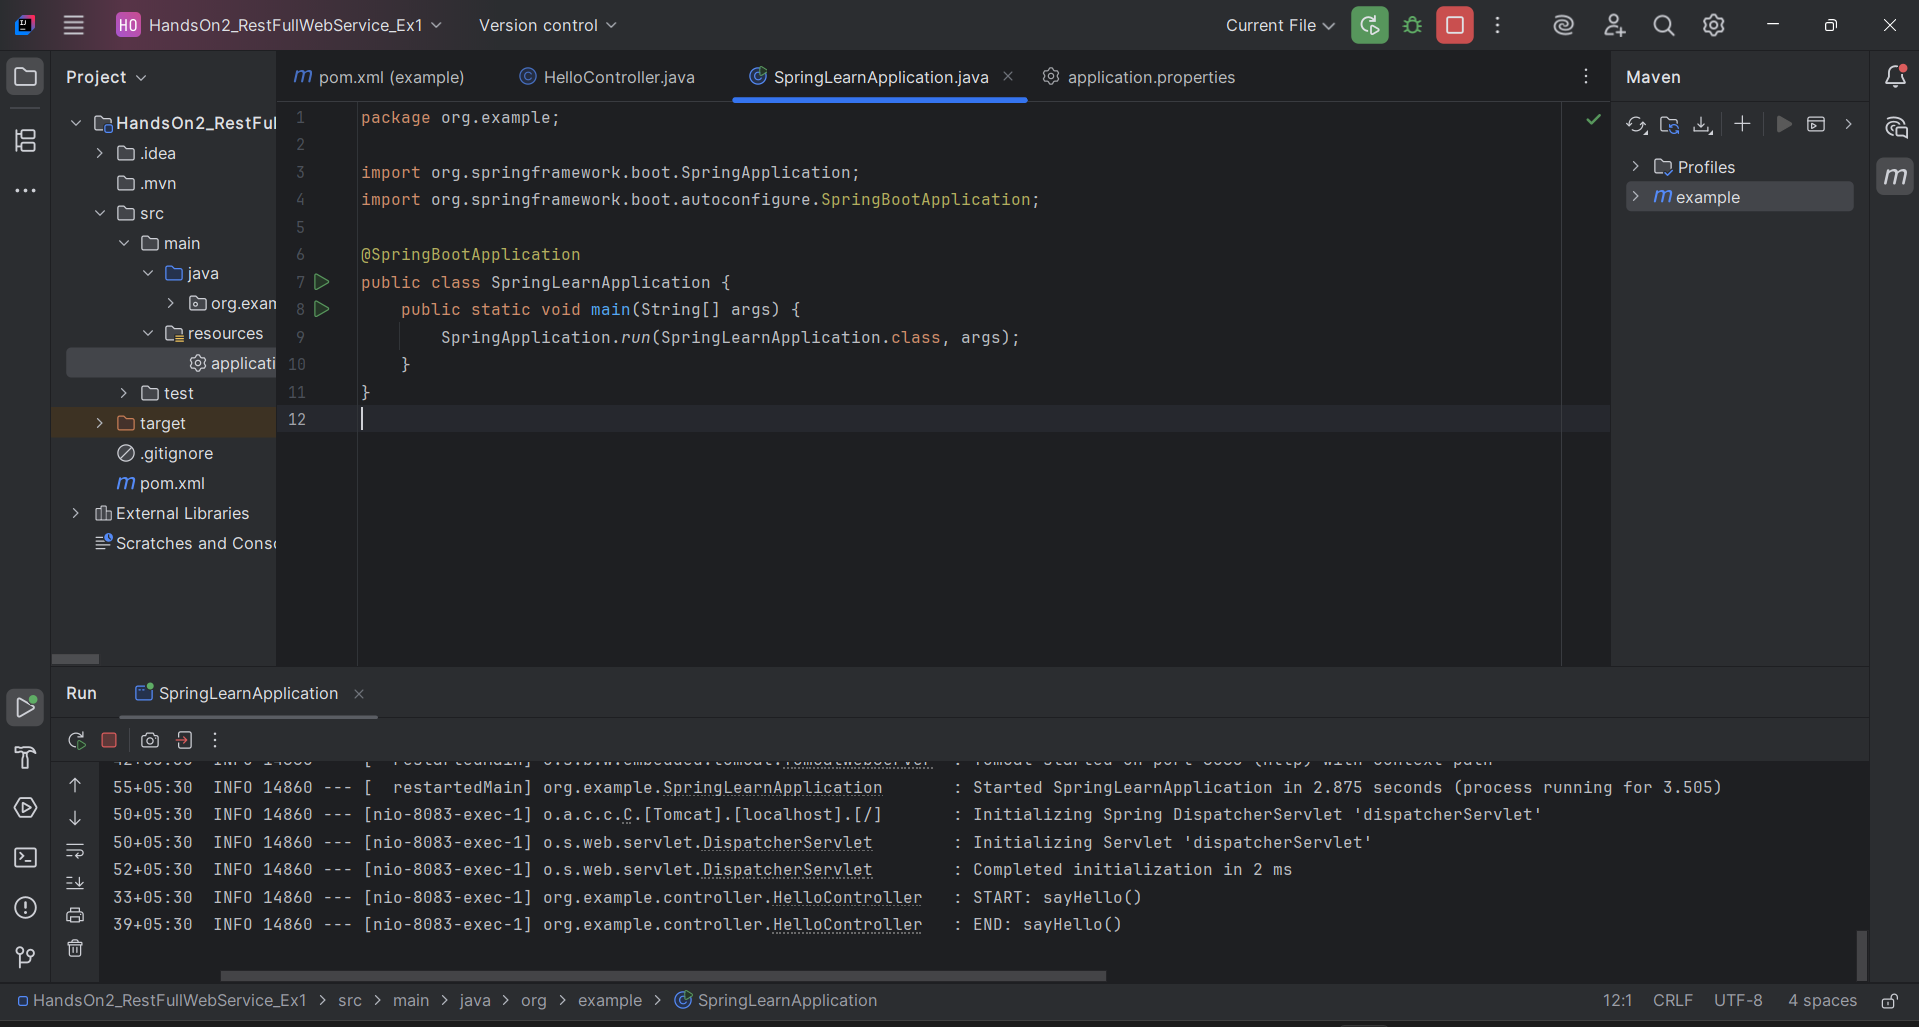 HO HandsOn2_RestFullWebService_Ex1 Version control Current File
Project
pom.xml (example) HelloController.java SpringLearnApplication.java application.properties
Maven
HandsOn2_RestFul
.idea
.mvn
src
main
java
org.exam
resources
applicati
test
target
.gitignore
pom.xml
External Libraries
Scratches and Conso
1 package org.example;
2
3 import org.springframework.boot.SpringApplication;
4 import org.springframework.boot.autoconfigure.SpringBootApplication;
5
6 @SpringBootApplication
7 public class SpringLearnApplication {
8 public static void main(String[] args) {
9 SpringApplication.run(SpringLearnApplication.class, args);
10 }
11 }
12
Profiles
m example
Run SpringLearnApplication
55+05:30 INFO 14860 --- [ restartedMain] org.example.SpringLearnApplication : Started SpringLearnApplication in 2.875 seconds (process running for 3.505)
50+05:30 INFO 14860 --- [nio-8083-exec-1] o.a.c.c.C.[Tomcat].[localhost].[/] : Initializing Spring DispatcherServlet 'dispatcherServlet'
50+05:30 INFO 14860 --- [nio-8083-exec-1] o.s.web.servlet.DispatcherServlet : Initializing Servlet 'dispatcherServlet'
52+05:30 INFO 14860 --- [nio-8083-exec-1] o.s.web.servlet.DispatcherServlet : Completed initialization in 2 ms
33+05:30 INFO 14860 --- [nio-8083-exec-1] org.example.controller.HelloController : START: sayHello()
39+05:30 INFO 14860 --- [nio-8083-exec-1] org.example.controller.HelloController : END: sayHello()
HandsOn2_RestFullWebService_Ex1 > src > main > java > org > example > SpringLearnApplication 12:1 CRLF UTF-8 4 spaces